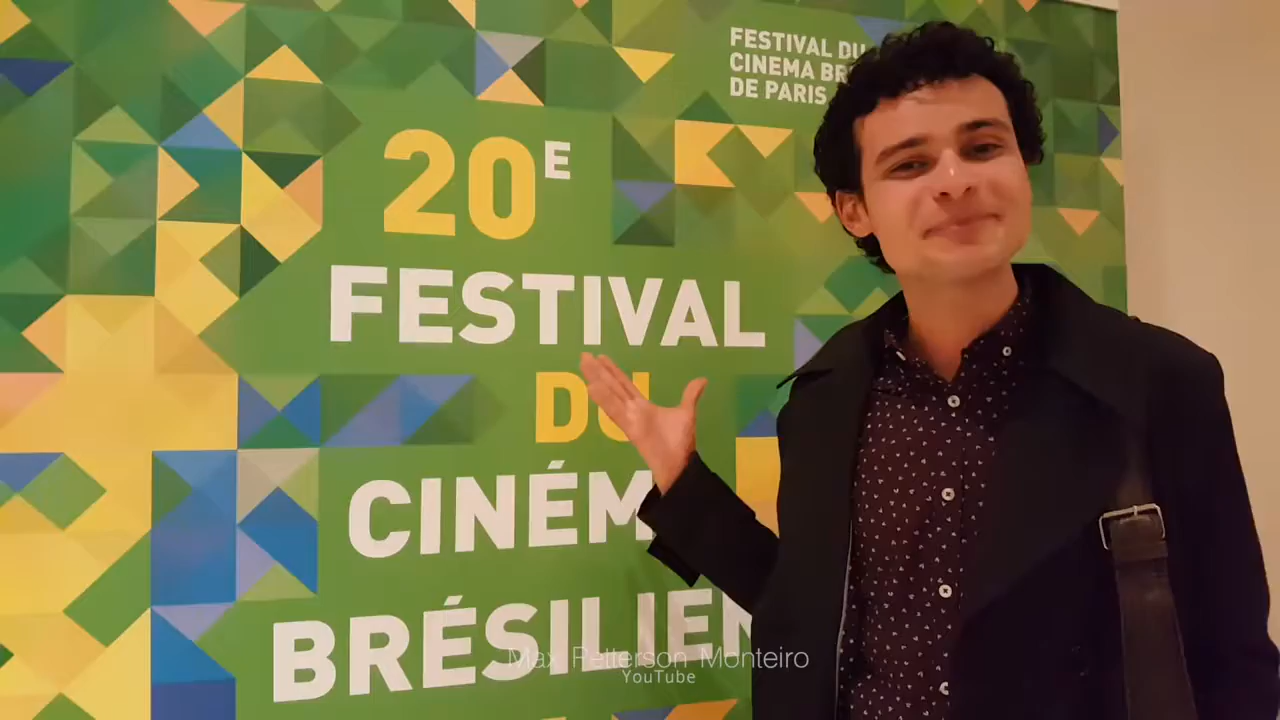 FESTIVAL DU
CINEMA BR
DE PARIS
20E
FESTIVAL
DU
CINÉM
BRÉSILIEN
Max Petterson Monteiro
YouTube